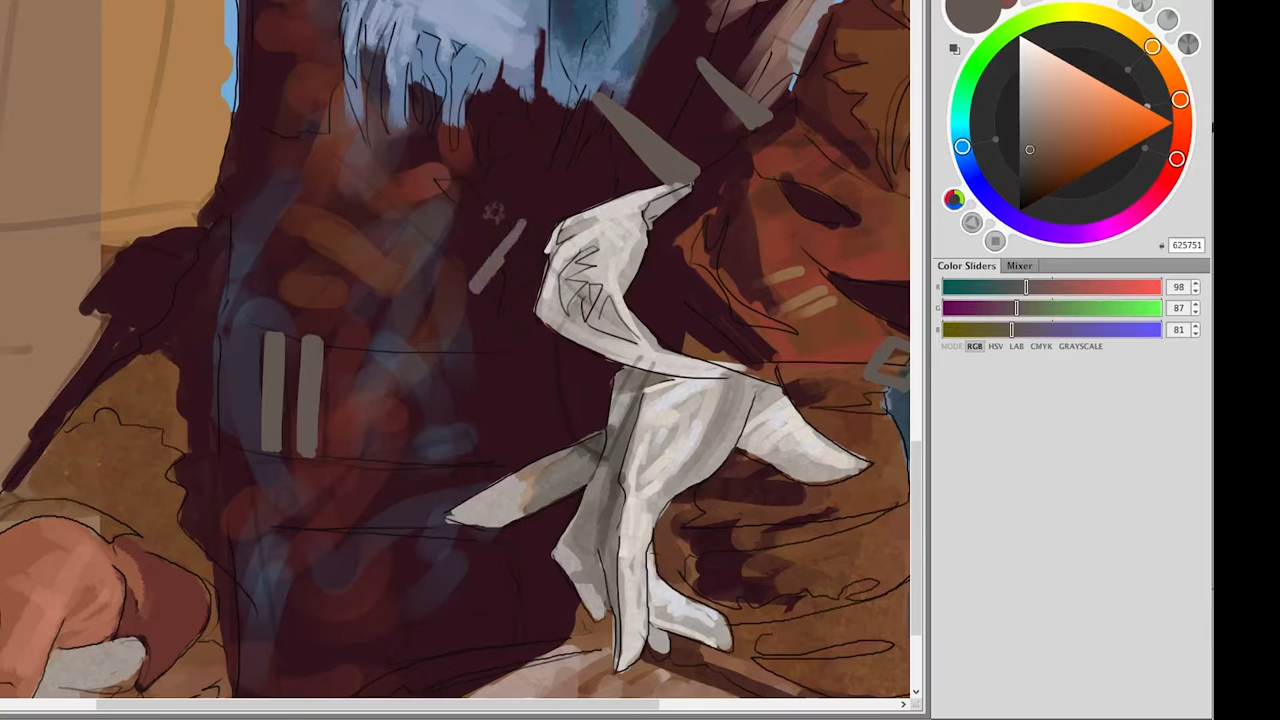 # 625751
Color Sliders Mixer
R 98
G 87
B 81
MODE RGB HSV LAB CMYK GRAYSCALE